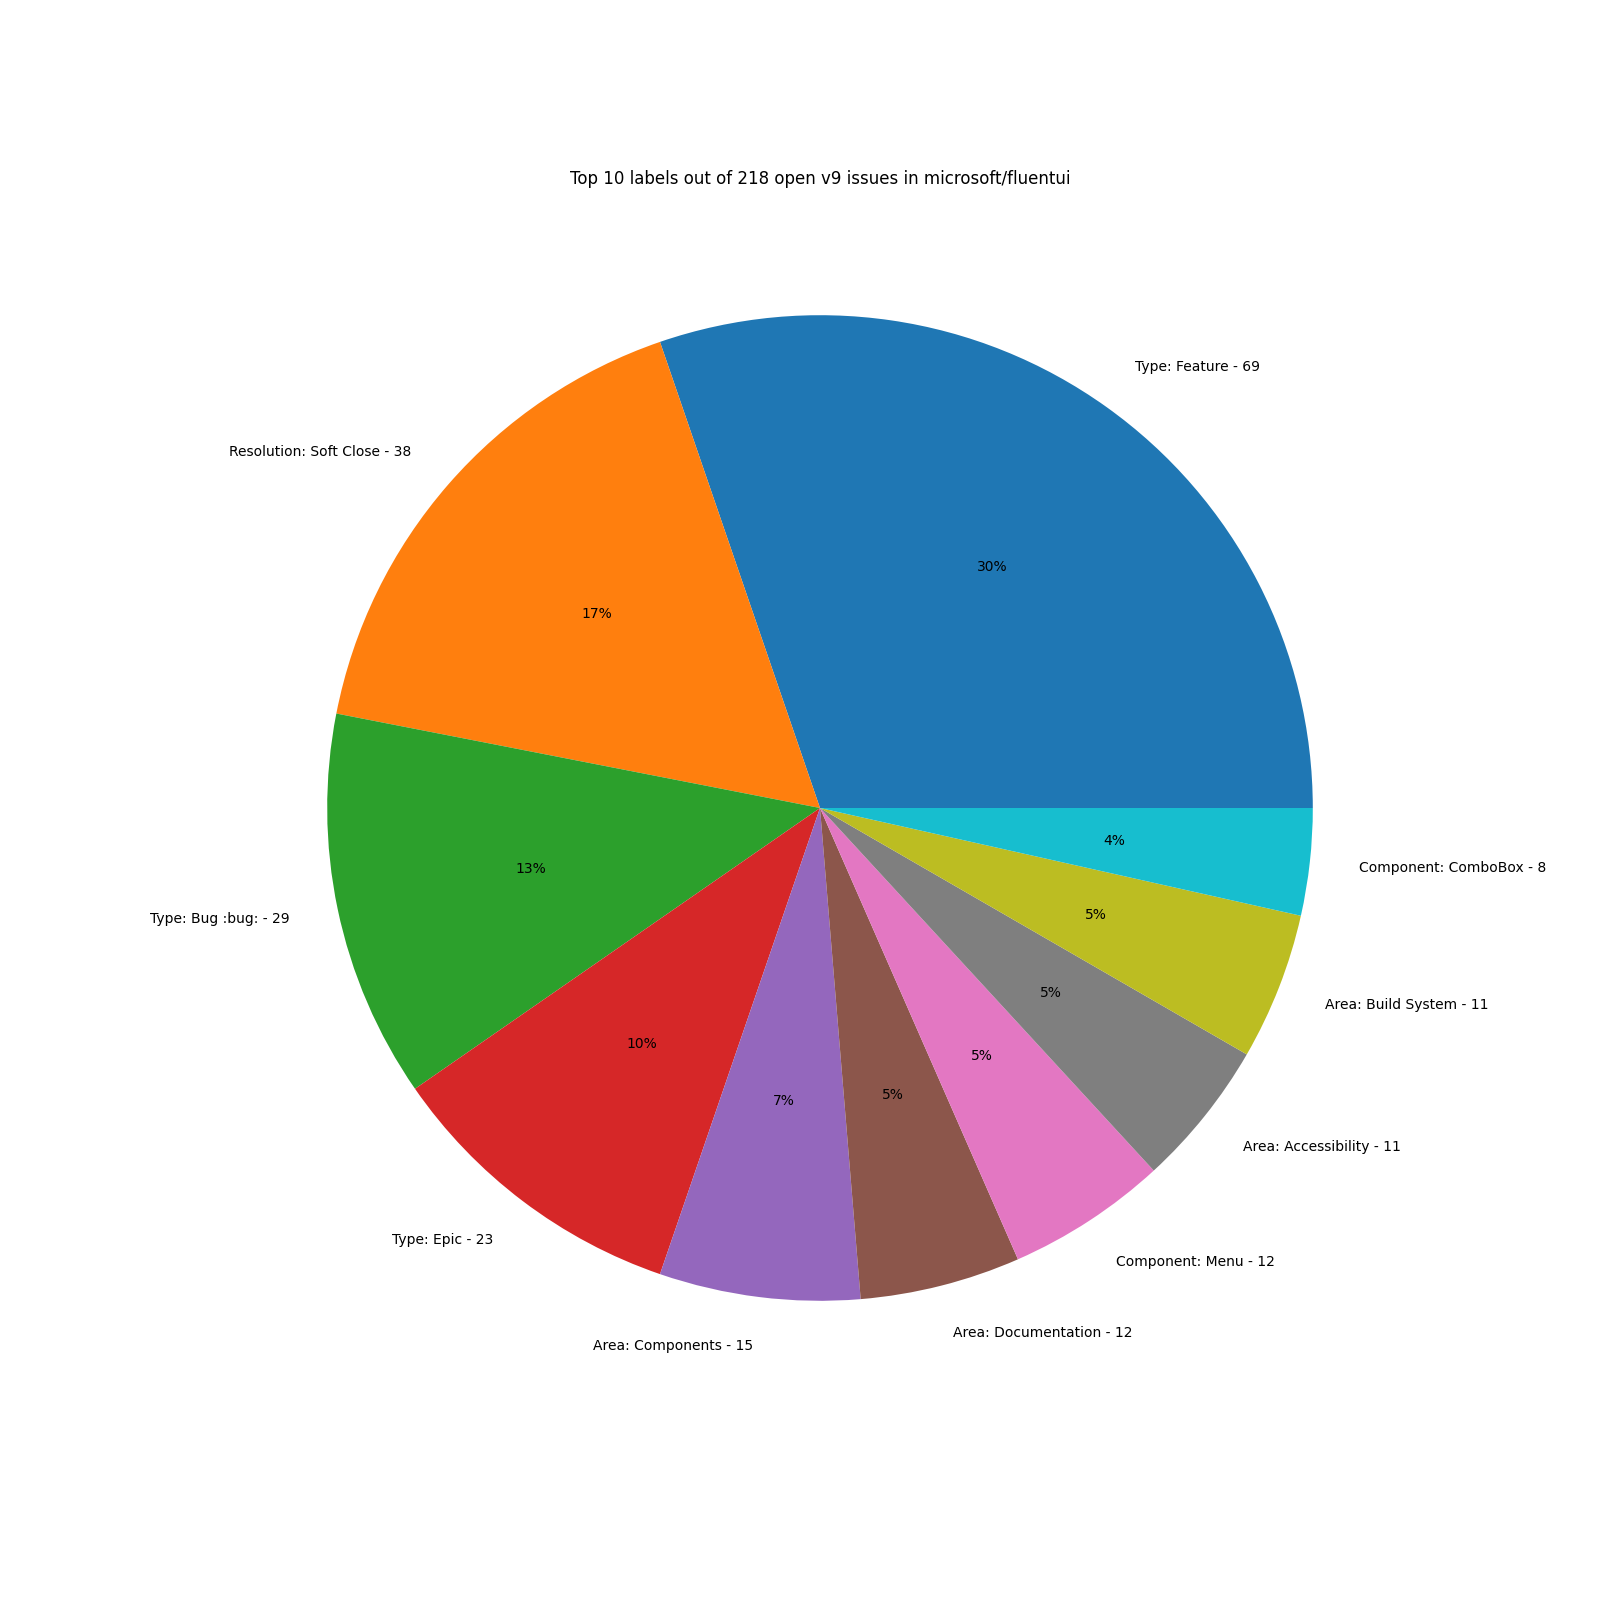 Top 10 labels out of 218 open v9 issues in microsoft/fluentui
Type: Feature - 69
Resolution: Soft Close - 38
30%
17%
4%
Component: ComboBox - 8
13%
5%
Type: Bug :bug: - 29
5%
Area: Build System - 11
10%
5%
7%
5%
Area: Accessibility - 11
Type: Epic - 23
Component: Menu - 12
Area: Documentation - 12
Area: Components - 15